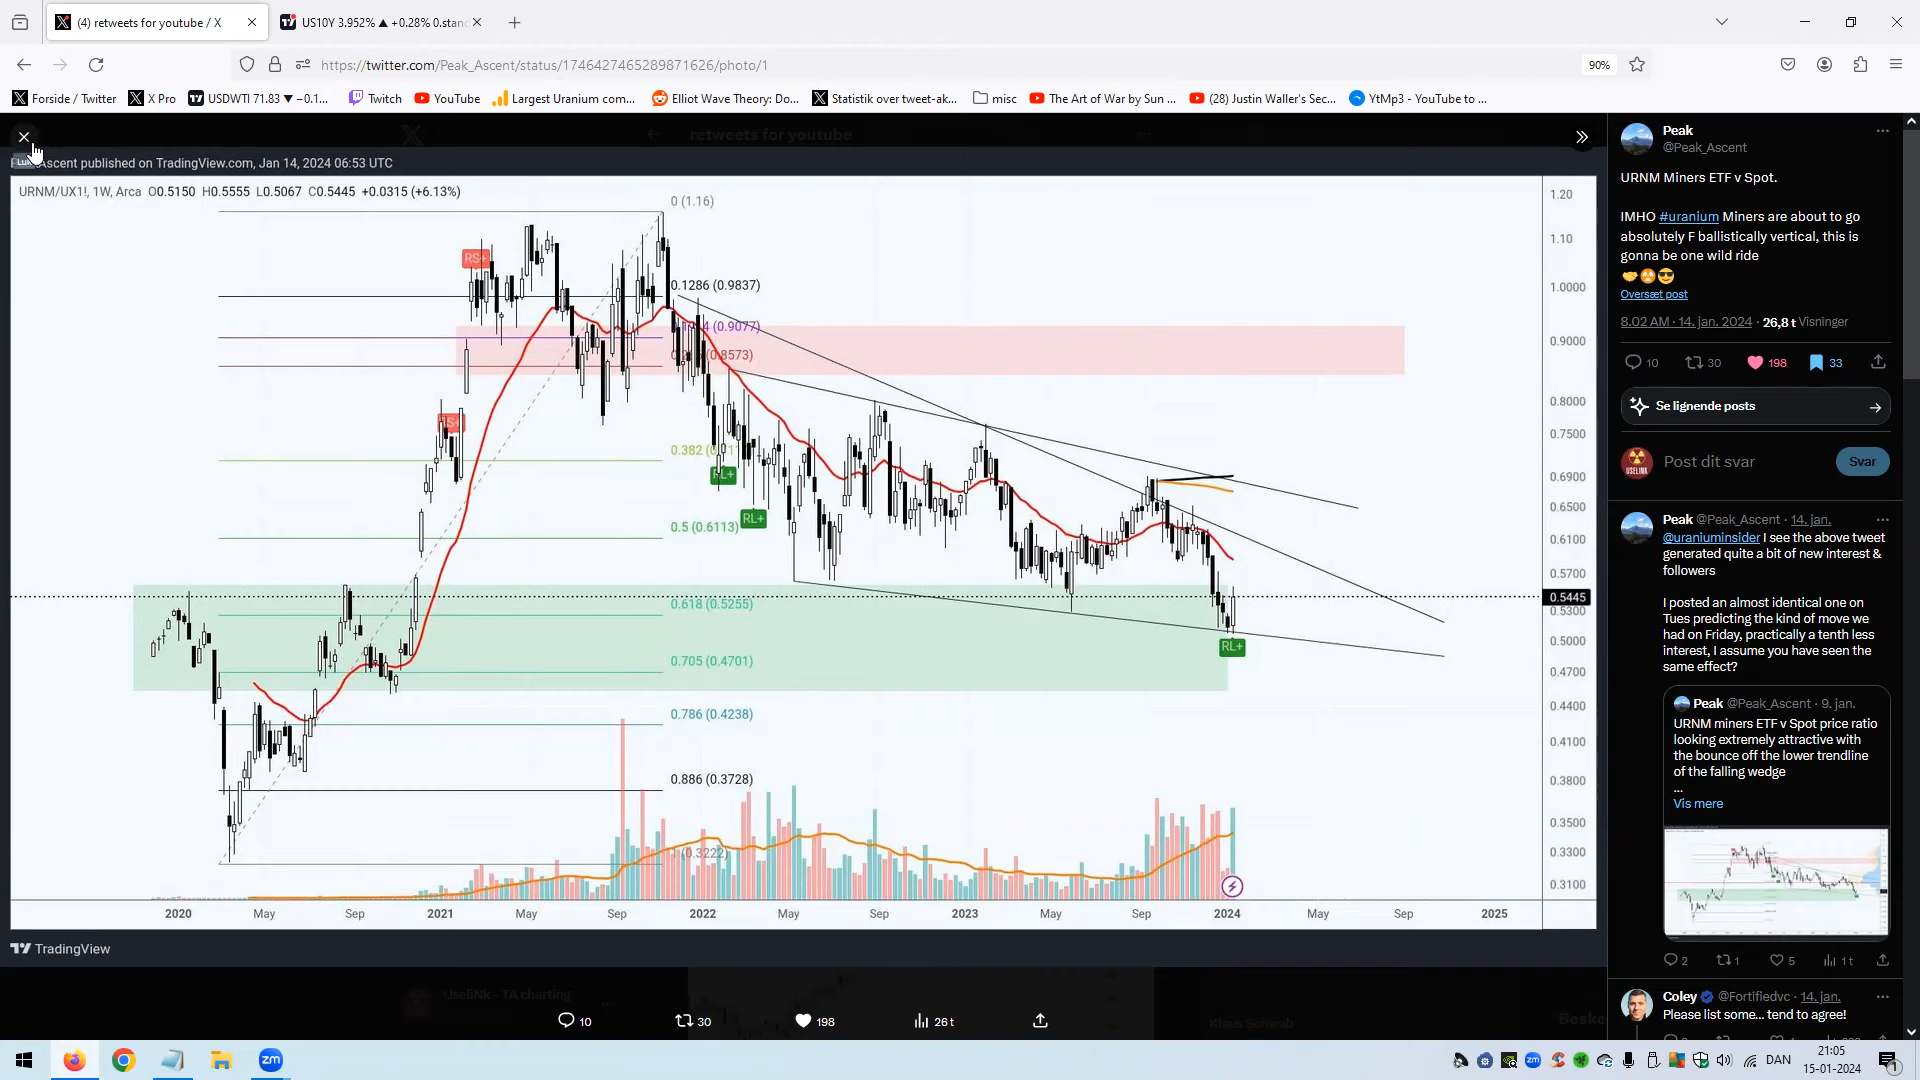 (4) retweets for youtube / X
US10Y 3.952% ▲ +0.28% 0.stan
https://twitter.com/Peak_Ascent/status/1746427465289871626/photo/1
90%
Forside / Twitter
X Pro
USDWTI 71.83 ▼ −0.1...
Twitch
YouTube
Largest Uranium com...
Elliot Wave Theory: Do...
Statistik over tweet-ak...
misc
The Art of War by Sun ...
(28) Justin Waller's Sec...
YtMp3 - YouTube to ...
retweets for youtube
Ascent published on TradingView.com, Jan 14, 2024 06:53 UTC
URNM/UX1!, 1W, Arca O0.5150 H0.5555 L0.5067 C0.5445 +0.0315 (+6.13%)
0 (1.16)
RS+
0.1286 (0.9837)
(0.9077)
(0.8573)
0.382
RL+
RL+
0.5 (0.6113)
0.618 (0.5255)
RL+
0.705 (0.4701)
0.786 (0.4238)
0.886 (0.3728)
1 (0.3222)
1.20
1.10
1.0000
0.9000
0.8000
0.7500
0.6900
0.6500
0.6100
0.5700
0.5445
0.5300
0.5000
0.4700
0.4400
0.4100
0.3800
0.3500
0.3300
0.3100
2020 May Sep 2021 May Sep 2022 May Sep 2023 May Sep 2024 May Sep 2025
TradingView
UseliNk - TA charting
Klaus Schwab
10 30 198 26 t
Peak
@Peak_Ascent
URNM Miners ETF v Spot.
IMHO #uranium Miners are about to go
absolutely F ballistically vertical, this is
gonna be one wild ride
Oversæt post
8.02 AM · 14. jan. 2024 · 26,8 t Visninger
10 30 198 33
Se lignende posts
USELINK
Post dit svar
Svar
Peak @Peak_Ascent · 14. jan.
@uraniuminsider I see the above tweet
generated quite a bit of new interest &
followers
I posted an almost identical one on
Tues predicting the kind of move we
had on Friday, practically a tenth less
interest, I assume you have seen the
same effect?
Peak @Peak_Ascent · 9. jan.
URNM miners ETF v Spot price ratio
looking extremely attractive with
the bounce off the lower trendline
of the falling wedge
...
Vis mere
2 1 5 1 t
Coley @Fortifiedvc · 14. jan.
Please list some... tend to agree!
zm
zm
DAN
21:05
15-01-2024
1